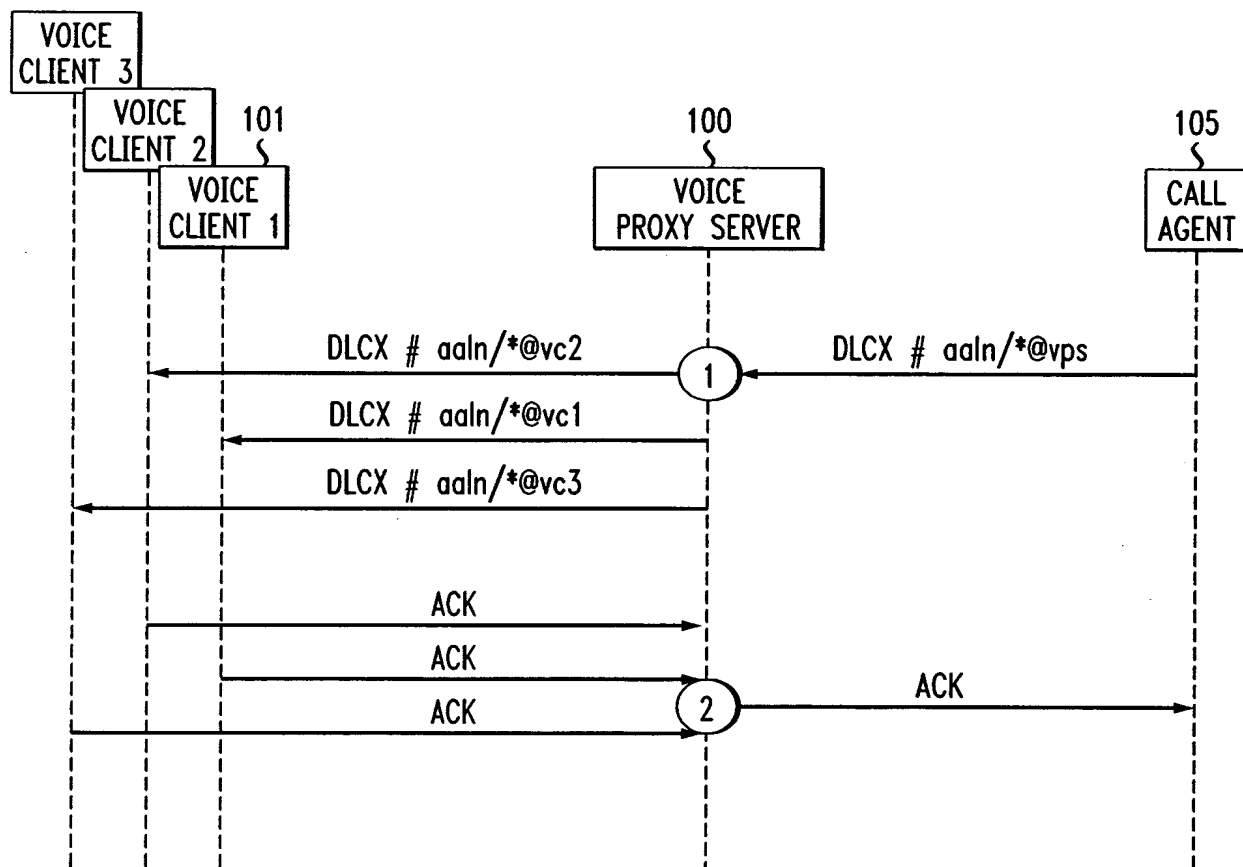 VOICE
CLIENT 3
VOICE
CLIENT 2
101
VOICE
CLIENT 1
100
VOICE
PROXY SERVER
105
CALL
AGENT
DLCX # aaln/*@vc2
1
DLCX # aaln/*@vps
DLCX # aaln/*@vc1
DLCX # aaln/*@vc3
ACK
ACK
2
ACK
ACK